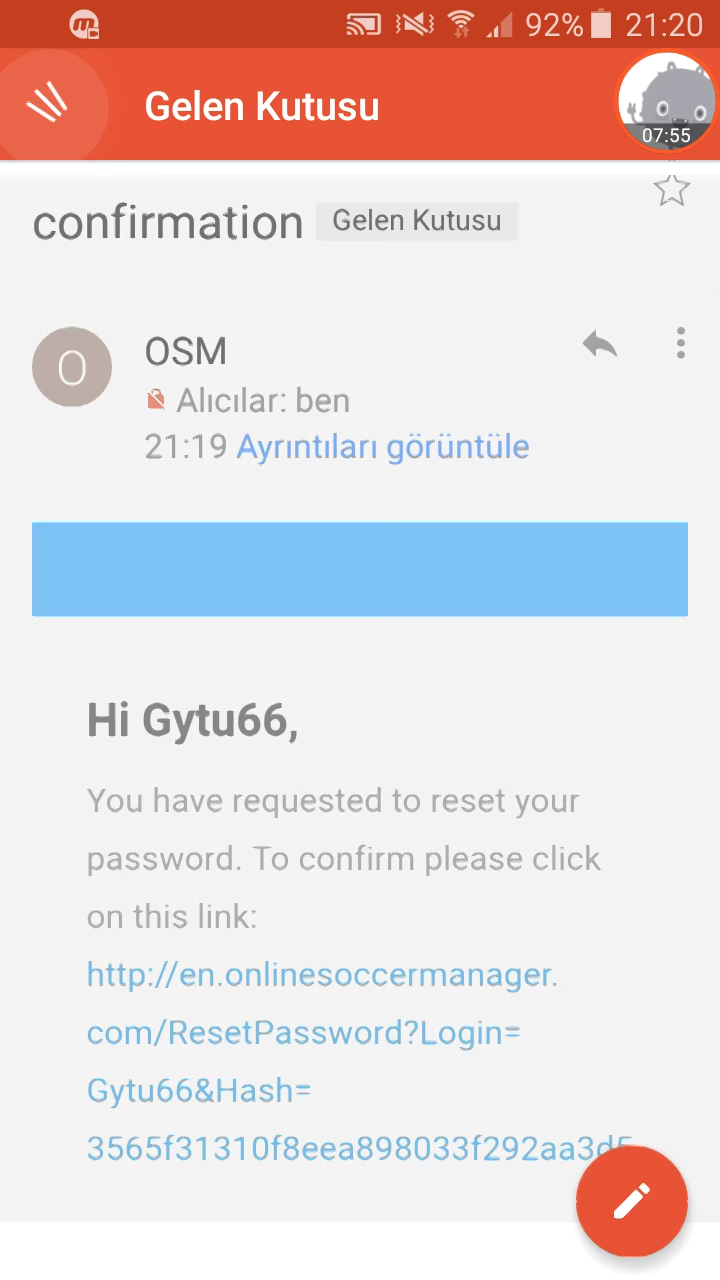 92% 21:20
Gelen Kutusu
07:55
confirmation Gelen Kutusu
O OSM
Alıcılar: ben
21:19 Ayrıntıları görüntüle
Hi Gytu66,
You have requested to reset your
password. To confirm please click
on this link:
http://en.onlinesoccermanager.
com/ResetPassword?Login=
Gytu66&Hash=
3565f31310f8eea898033f292aa3d5